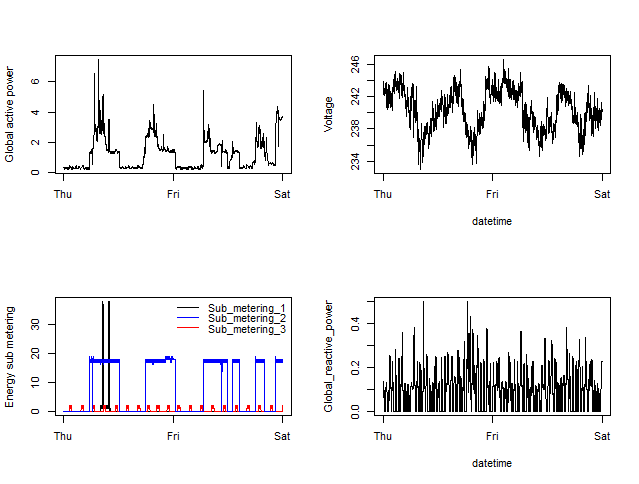 Global active power
6
4
2
0
Thu
Fri
Sat
Voltage
246
242
238
234
Thu
Fri
Sat
datetime
Energy sub metering
30
20
10
0
Sub_metering_1
Sub_metering_2
Sub_metering_3
Thu
Fri
Sat
Global_reactive_power
0.4
0.2
0.0
Thu
Fri
Sat
datetime